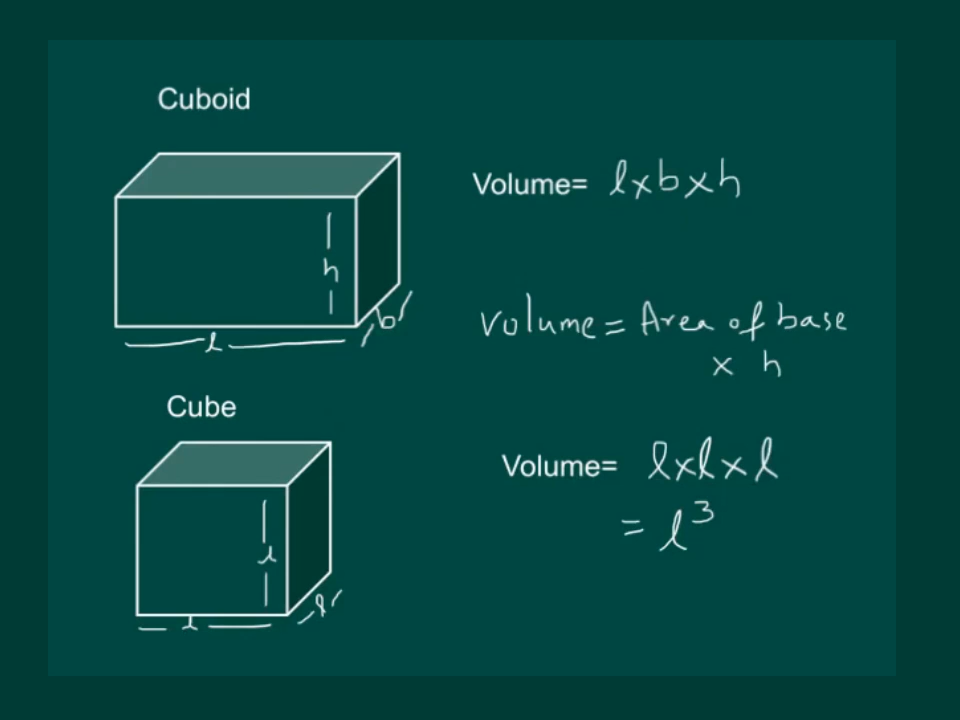 Cuboid
Volume= l×b×h
h
b
l
Volume= Area of base
× h
Cube
Volume= l×l×l
= l³
l
l
l